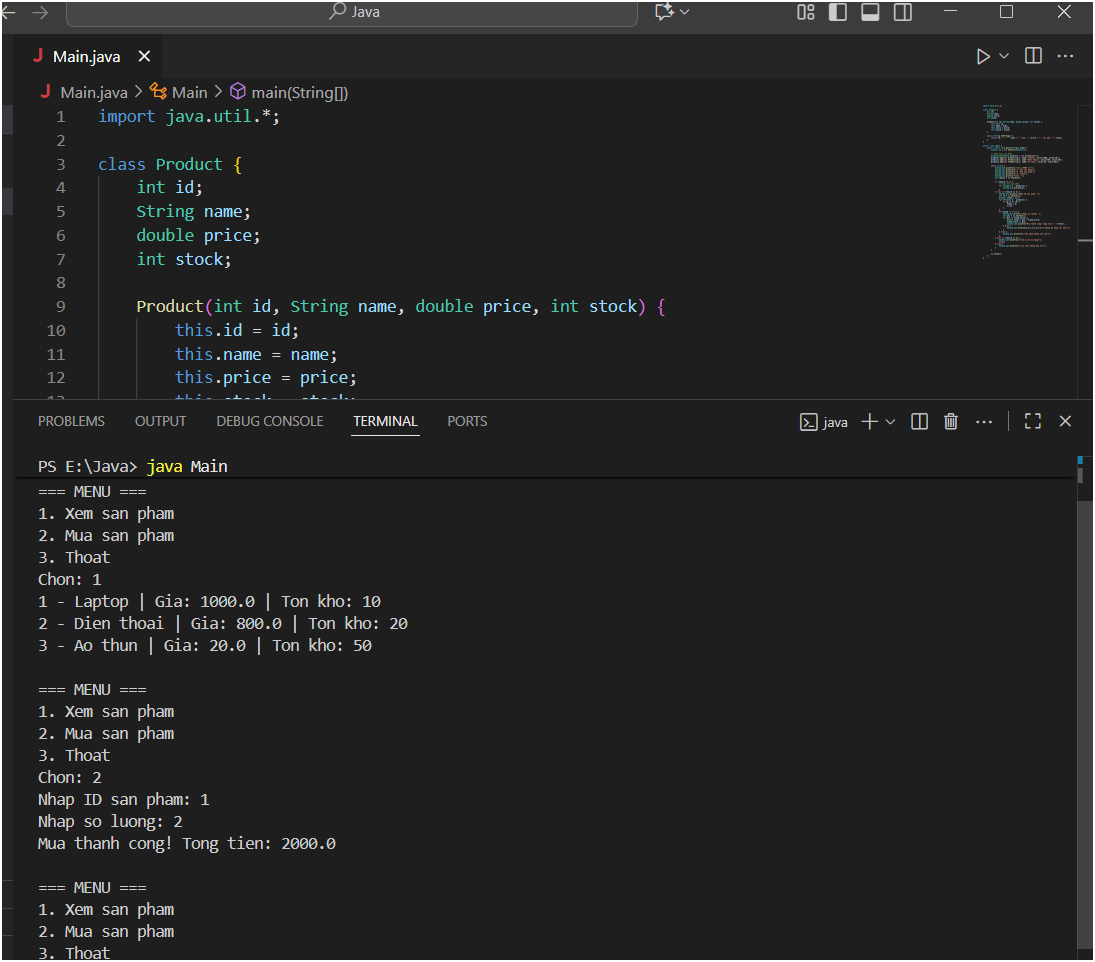 Java
Main.java
Main.java > Main > main(String[])
1 import java.util.*;
2
3 class Product {
4 int id;
5 String name;
6 double price;
7 int stock;
8
9 Product(int id, String name, double price, int stock) {
10 this.id = id;
11 this.name = name;
12 this.price = price;
PROBLEMS OUTPUT DEBUG CONSOLE TERMINAL PORTS java
PS E:\Java> java Main
=== MENU ===
1. Xem san pham
2. Mua san pham
3. Thoat
Chon: 1
1 - Laptop | Gia: 1000.0 | Ton kho: 10
2 - Dien thoai | Gia: 800.0 | Ton kho: 20
3 - Ao thun | Gia: 20.0 | Ton kho: 50
=== MENU ===
1. Xem san pham
2. Mua san pham
3. Thoat
Chon: 2
Nhap ID san pham: 1
Nhap so luong: 2
Mua thanh cong! Tong tien: 2000.0
=== MENU ===
1. Xem san pham
2. Mua san pham
3. Thoat